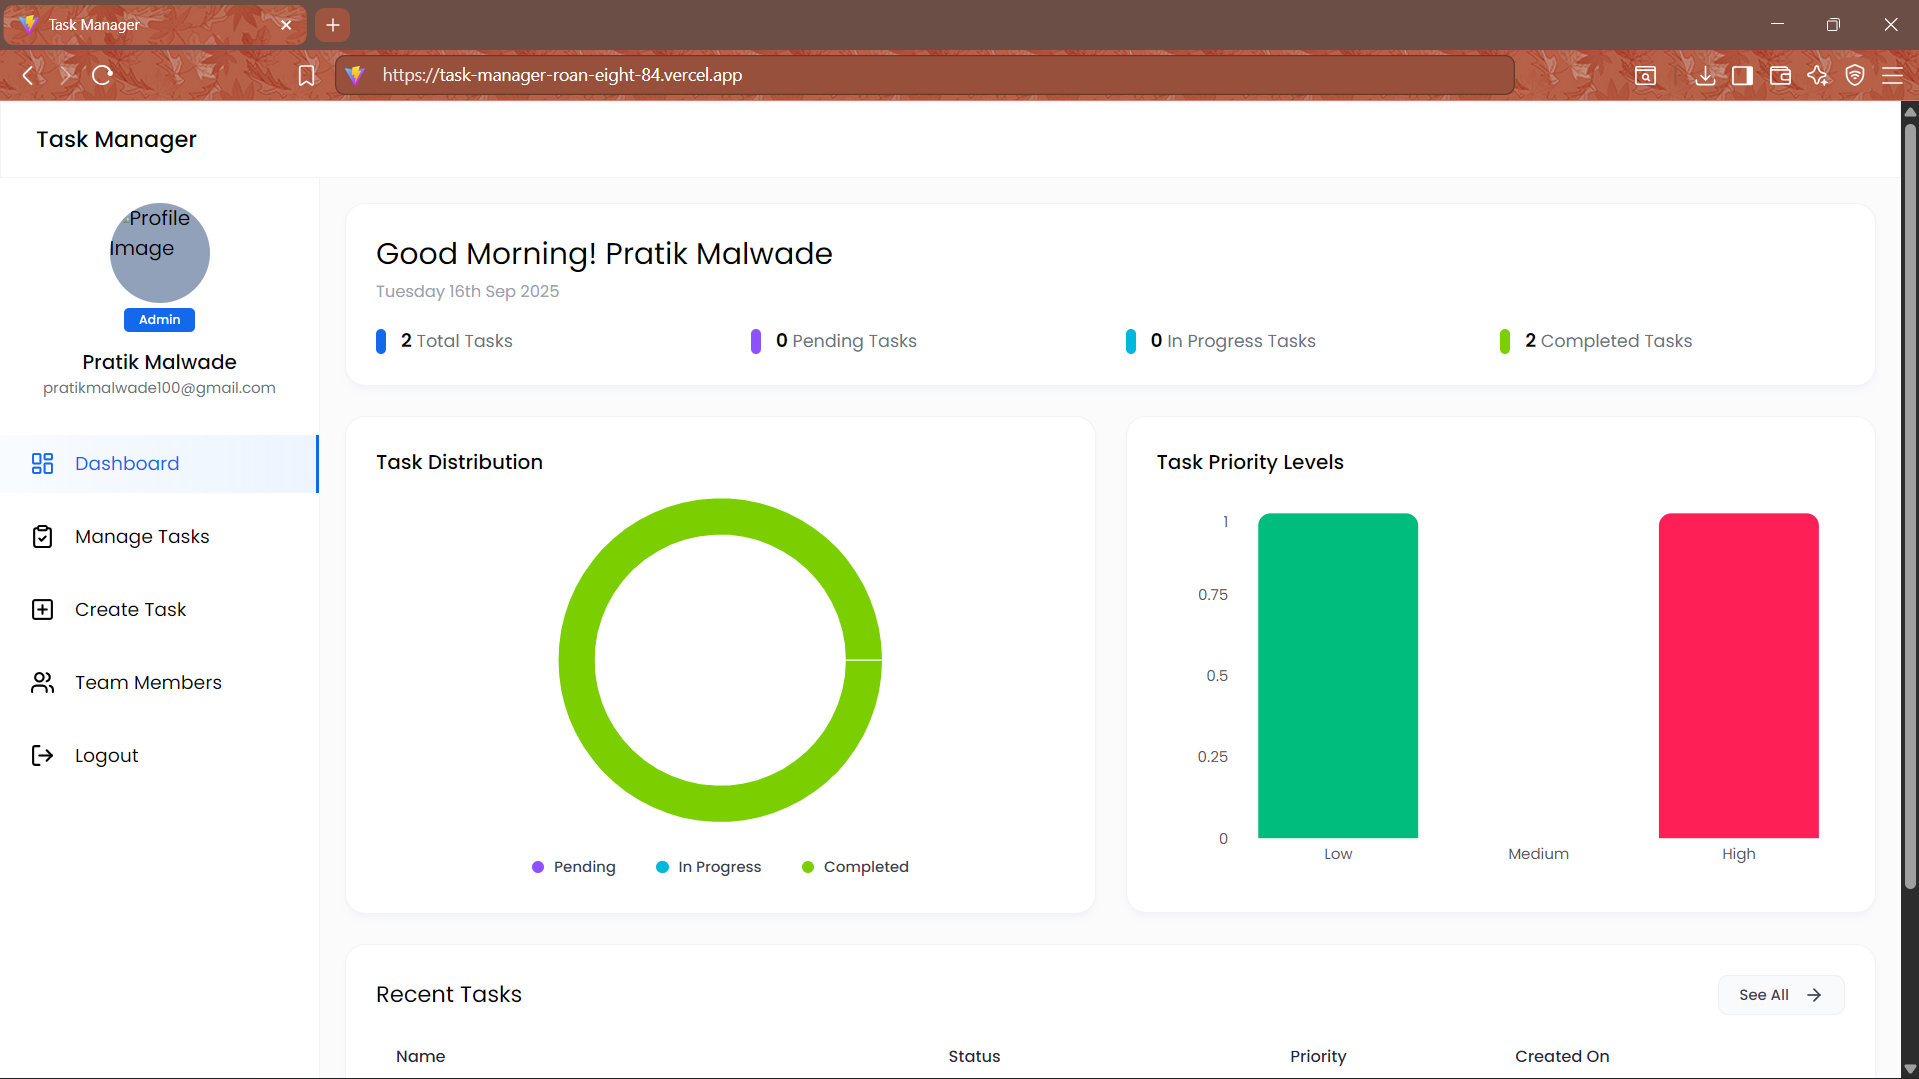 Task Manager
https://task-manager-roan-eight-84.vercel.app
Task Manager
Profile
Image
Admin
Pratik Malwade
pratikmalwade100@gmail.com
Dashboard
Manage Tasks
Create Task
Team Members
Logout
Good Morning! Pratik Malwade
Tuesday 16th Sep 2025
2 Total Tasks
0 Pending Tasks
0 In Progress Tasks
2 Completed Tasks
Task Distribution
Pending
In Progress
Completed
Task Priority Levels
1
0.75
0.5
0.25
0
Low
Medium
High
Recent Tasks
See All
Name
Status
Priority
Created On